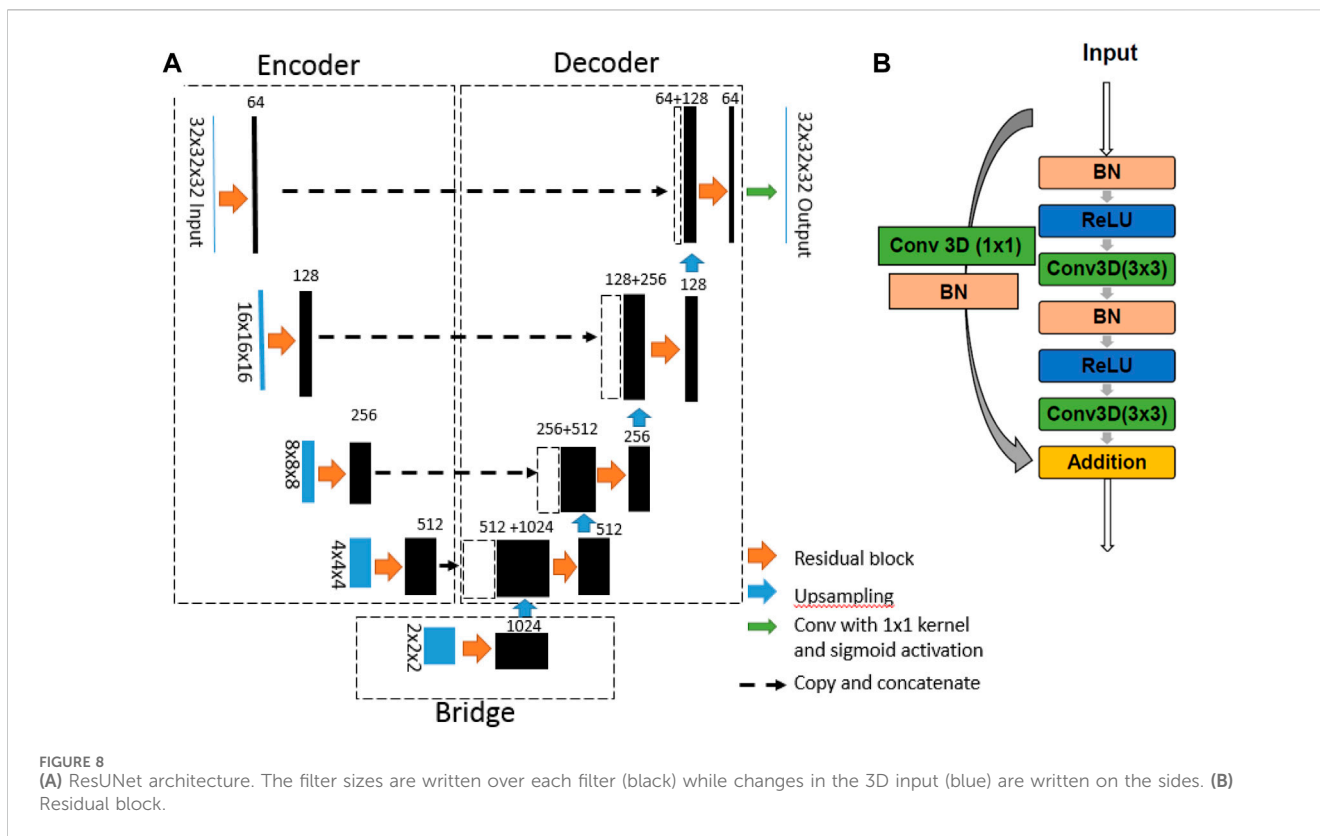 A
Encoder
Decoder
32x32x32 Input
64
64+128
64
32x32x32 Output
16x16x16
128
128+256
128
8x8x8
256
256+512
256
4x4x4
512
512 +1024
512
2x2x2
1024
Bridge
Residual block
Upsampling
Conv with 1x1 kernel
and sigmoid activation
Copy and concatenate
B
Input
BN
ReLU
Conv3D(3x3)
BN
ReLU
Conv3D(3x3)
Addition
Conv 3D (1x1)
BN
FIGURE 8
(A) ResUNet architecture. The filter sizes are written over each filter (black) while changes in the 3D input (blue) are written on the sides. (B)
Residual block.